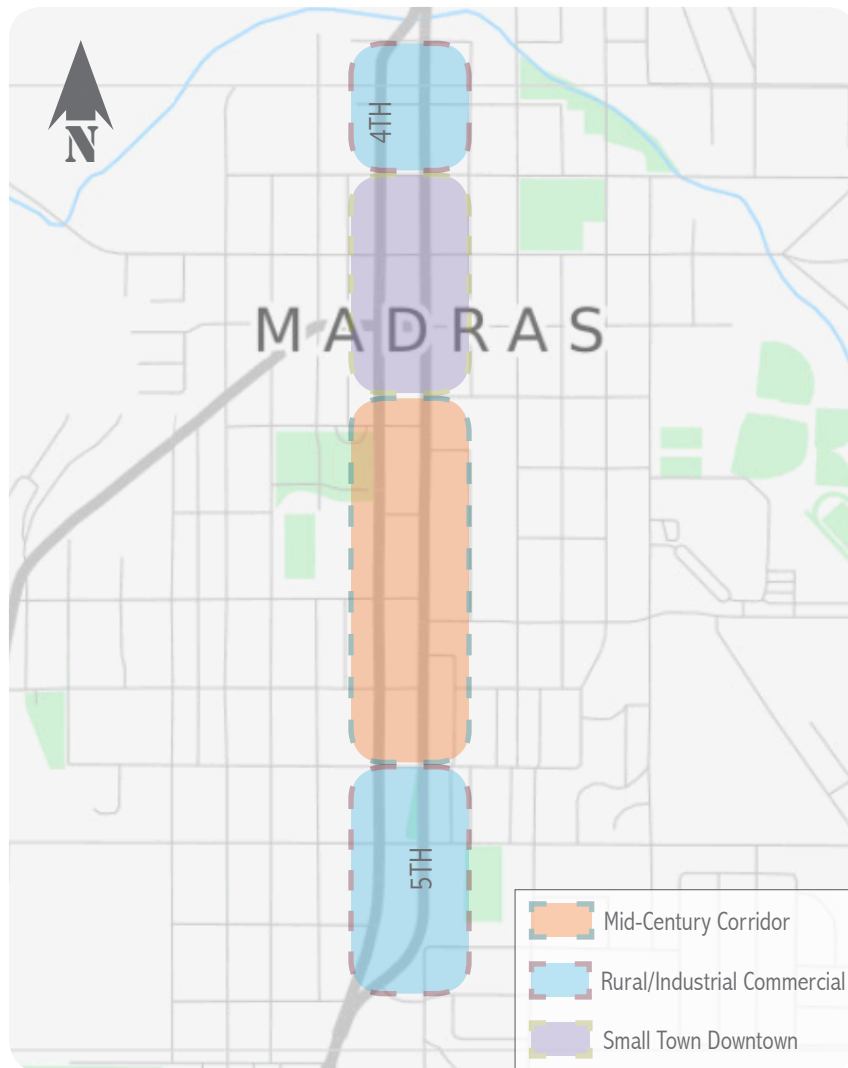 N
4TH
MADRAS
5TH
Mid-Century Corridor
Rural/Industrial Commercial
Small Town Downtown